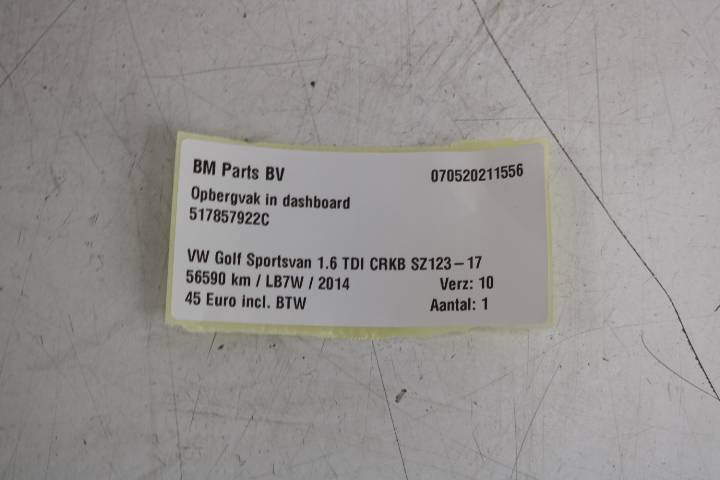 BM Parts BV 070520211556
Opbergvak in dashboard
517857922C
VW Golf Sportsvan 1.6 TDI CRKB SZ123-17
56590 km / LB7W / 2014 Verz: 10
45 Euro incl. BTW Aantal: 1